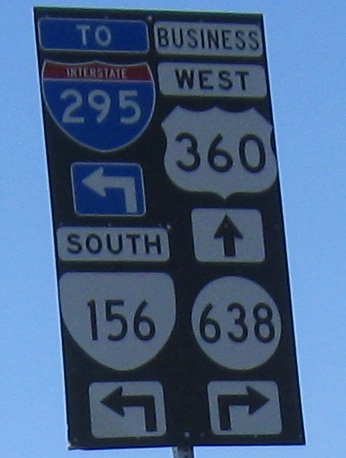 TO
INTERSTATE
295
SOUTH
156
BUSINESS
WEST
360
638